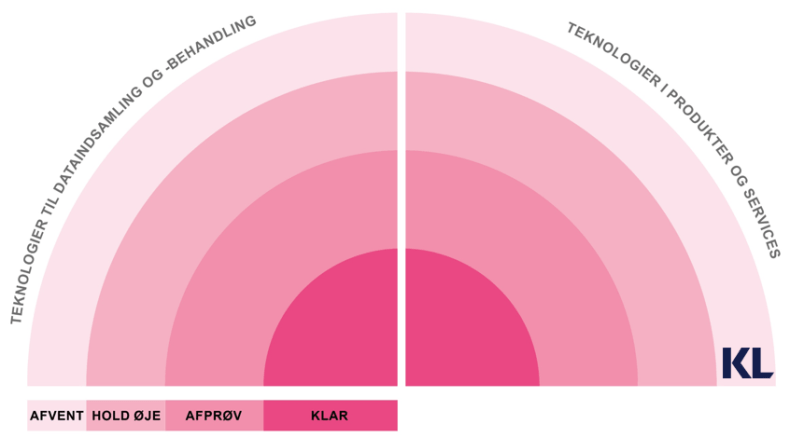 TEKNOLOGIER TIL DATAINDSAMLING OG -BEHANDLING
TEKNOLOGIER I PRODUKTER OG SERVICES
KL
AFVENT HOLD ØJE AFPRØV KLAR